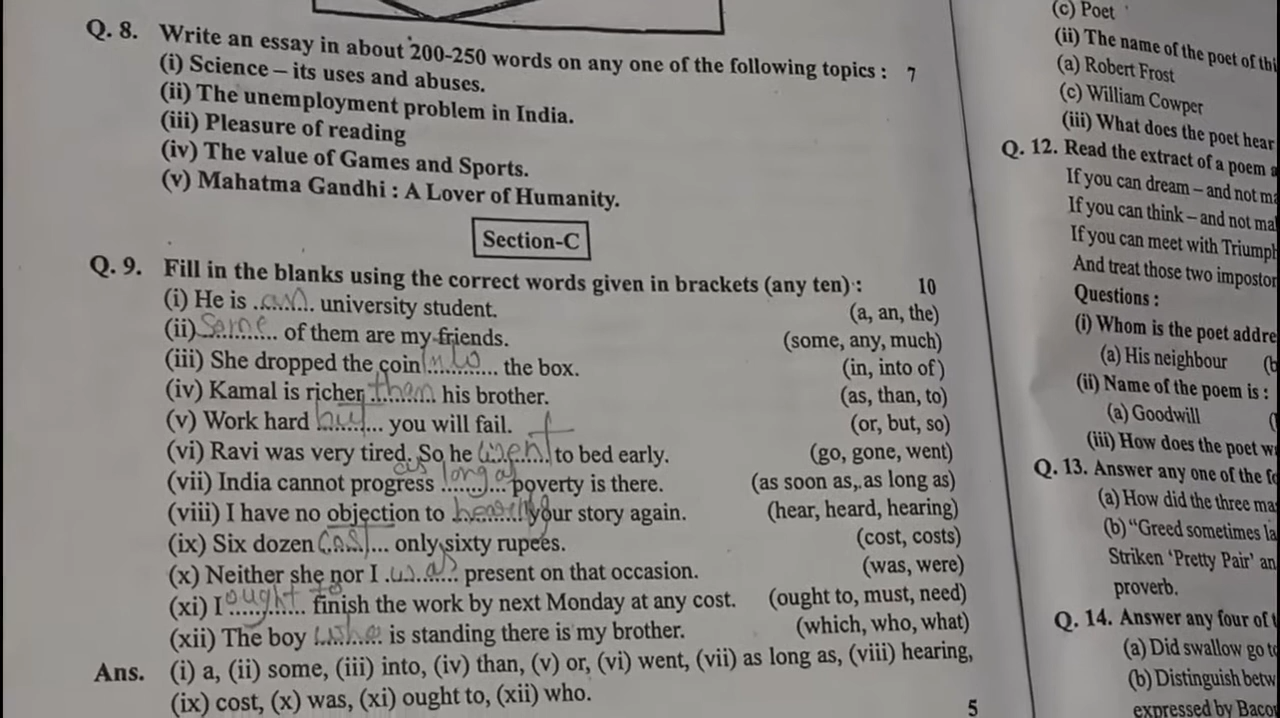 Q. 8. Write an essay in about 200-250 words on any one of the following topics : 7
(i) Science – its uses and abuses.
(ii) The unemployment problem in India.
(iii) Pleasure of reading
(iv) The value of Games and Sports.
(v) Mahatma Gandhi : A Lover of Humanity.
Section-C
Q. 9. Fill in the blanks using the correct words given in brackets (any ten) : 10
(i) He is ......... university student. (a, an, the)
(ii) Some of them are my friends. (some, any, much)
(iii) She dropped the coin into the box. (in, into of)
(iv) Kamal is richer than his brother. (as, than, to)
(v) Work hard but you will fail. (or, but, so)
(vi) Ravi was very tired. So he went to bed early. (go, gone, went)
(vii) India cannot progress as long as poverty is there. (as soon as, as long as)
(viii) I have no objection to hearing your story again. (hear, heard, hearing)
(ix) Six dozen cost only sixty rupees. (cost, costs)
(x) Neither she nor I was present on that occasion. (was, were)
(xi) I ought to finish the work by next Monday at any cost. (ought to, must, need)
(xii) The boy who is standing there is my brother. (which, who, what)
Ans. (i) a, (ii) some, (iii) into, (iv) than, (v) or, (vi) went, (vii) as long as, (viii) hearing,
(ix) cost, (x) was, (xi) ought to, (xii) who.
5
(c) Poet
(ii) The name of the poet of
(a) Robert Frost
(c) William Cowper
(iii) What does the poet hear
Q. 12. Read the extract of a poem
If you can dream – and not
If you can think – and not
If you can meet with
And treat those two
Questions :
(i) Whom is the poet
(a) His neighbour
(ii) Name of the poem is :
(a) Goodwill
(iii) How does the poet
Q. 13. Answer any one of the
(a) How did the three
(b) "Greed sometimes
Striken 'Pretty Pair'
proverb.
Q. 14. Answer any four of
(a) Did swallow go
(b) Distinguish
expressed by